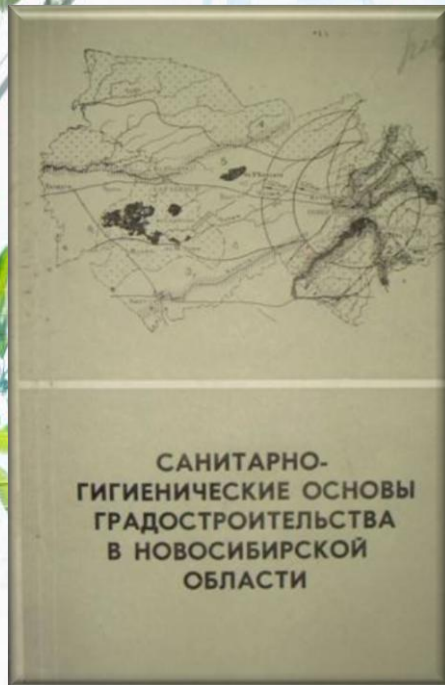 САНИТАРНО-
ГИГИЕНИЧЕСКИЕ ОСНОВЫ
ГРАДОСТРОИТЕЛЬСТВА
В НОВОСИБИРСКОЙ
ОБЛАСТИ